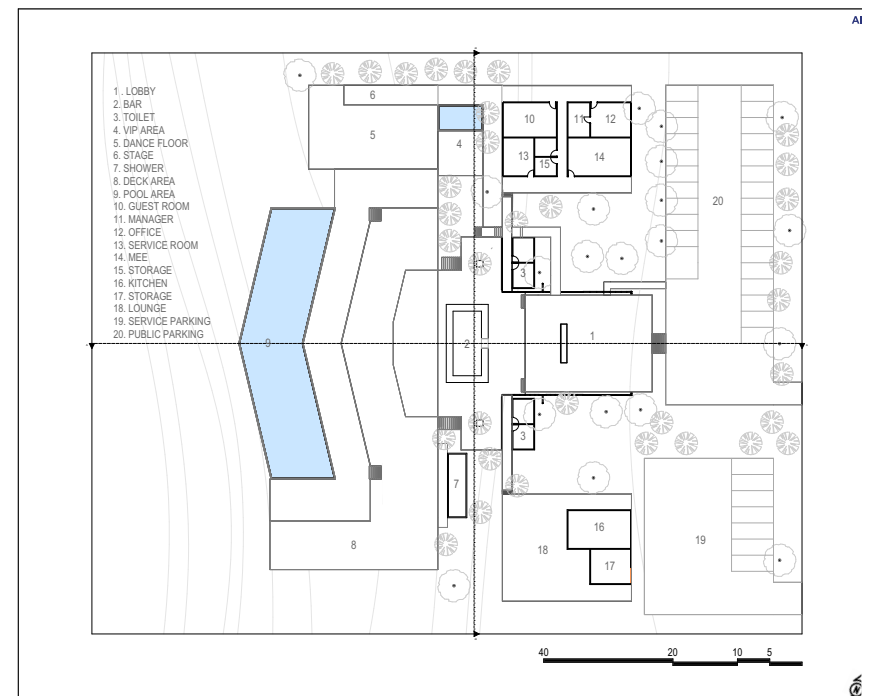 AI
1 . LOBBY
2. BAR
3. TOILET
4. VIP AREA
5. DANCE FLOOR
6. STAGE
7. SHOWER
8. DECK AREA
9. POOL AREA
10. GUEST ROOM
11. MANAGER
12. OFFICE
13. SERVICE ROOM
14. MEE
15. STORAGE
16. KITCHEN
17. STORAGE
18. LOUNGE
19. SERVICE PARKING
20. PUBLIC PARKING
6
5
4
10
11
12
13
15
14
20
3
9
2
1
3
7
16
17
18
19
8
40 20 10 5
N